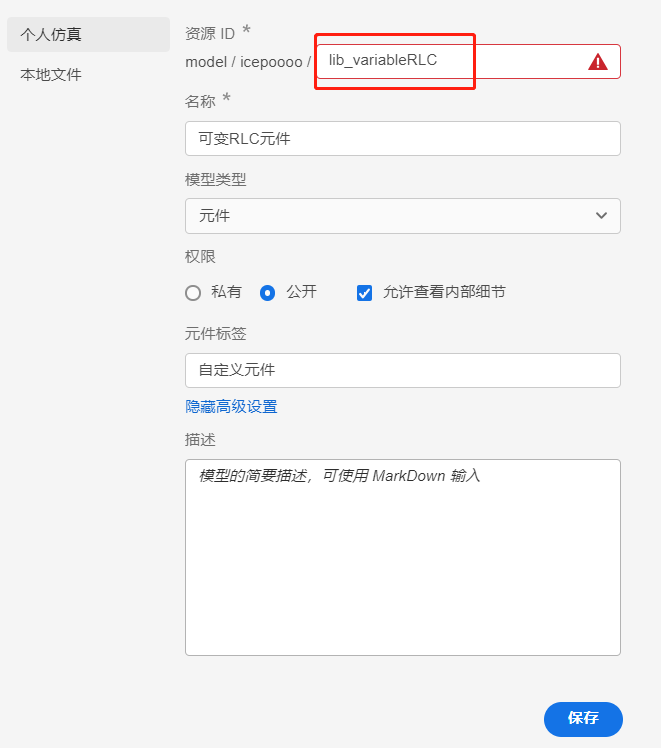 个人仿真
本地文件
资源 ID *
model / icepoooo / lib_variableRLC
名称 *
可变RLC元件
模型类型
元件
权限
私有 公开 允许查看内部细节
元件标签
自定义元件
隐藏高级设置
描述
模型的简要描述，可使用 MarkDown 输入
保存